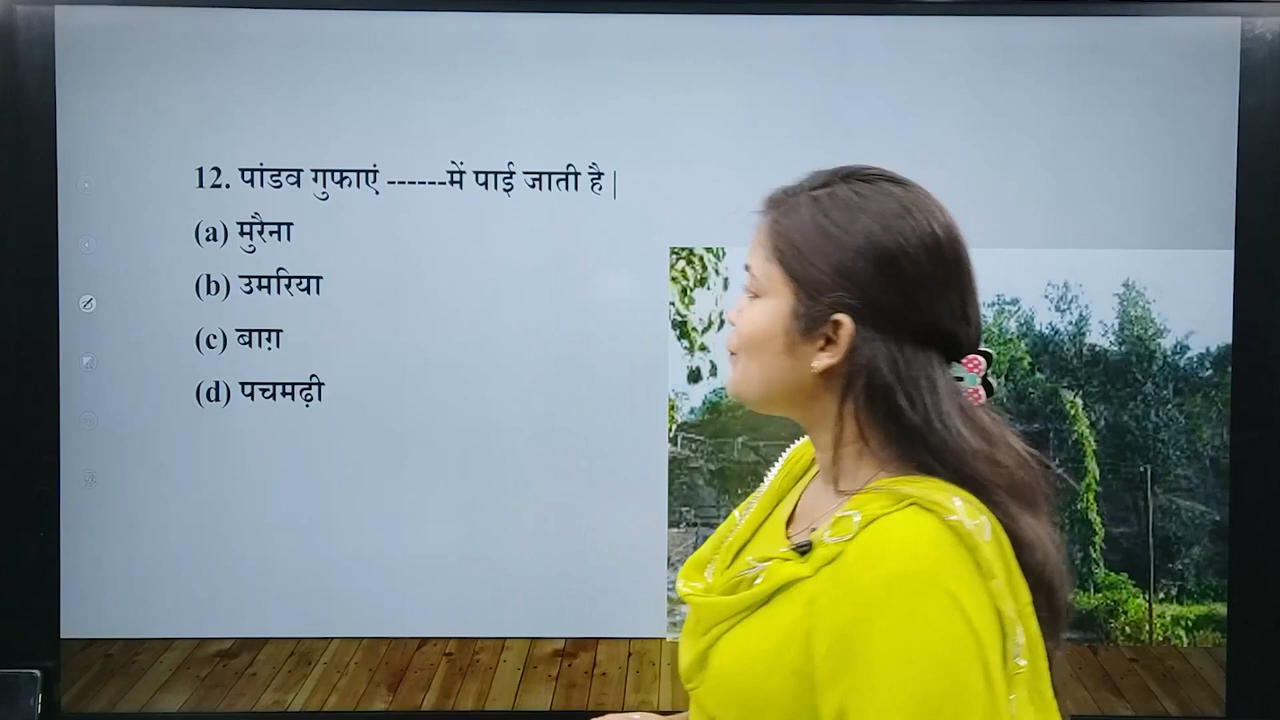 12. पांडव गुफाएं ------में पाई जाती है |
(a) मुरैना
(b) उमरिया
(c) बाग़
(d) पचमढ़ी